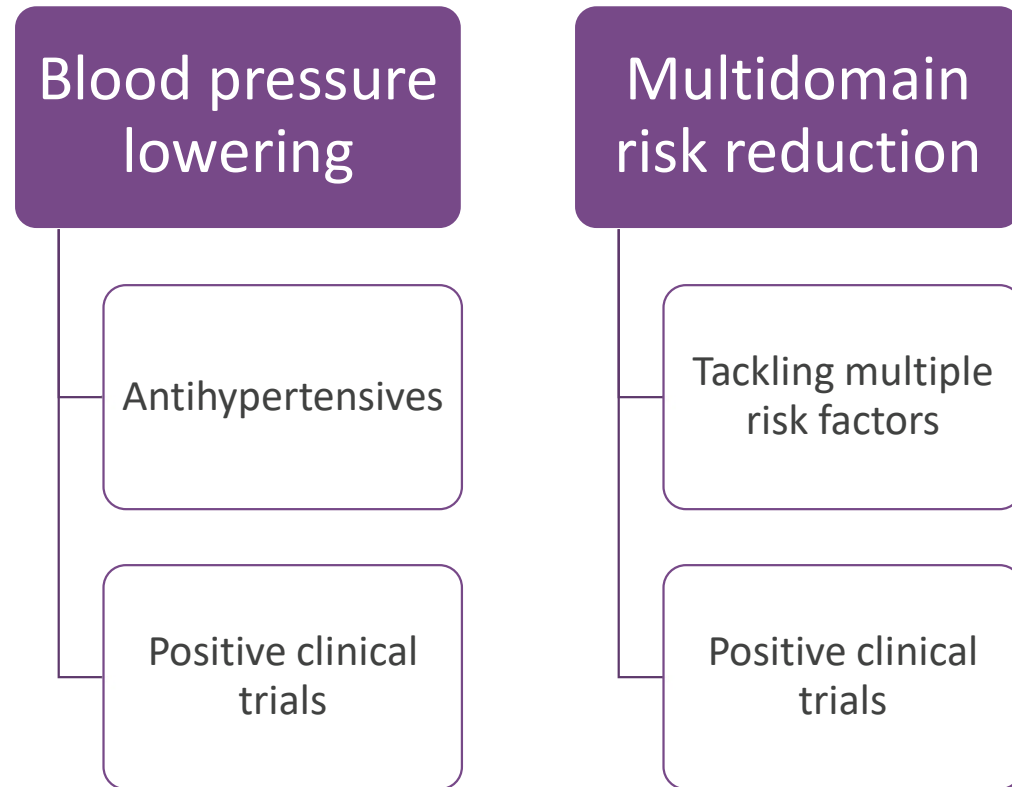 Blood pressure
lowering
Antihypertensives
Positive clinical
trials
Multidomain
risk reduction
Tackling multiple
risk factors
Positive clinical
trials